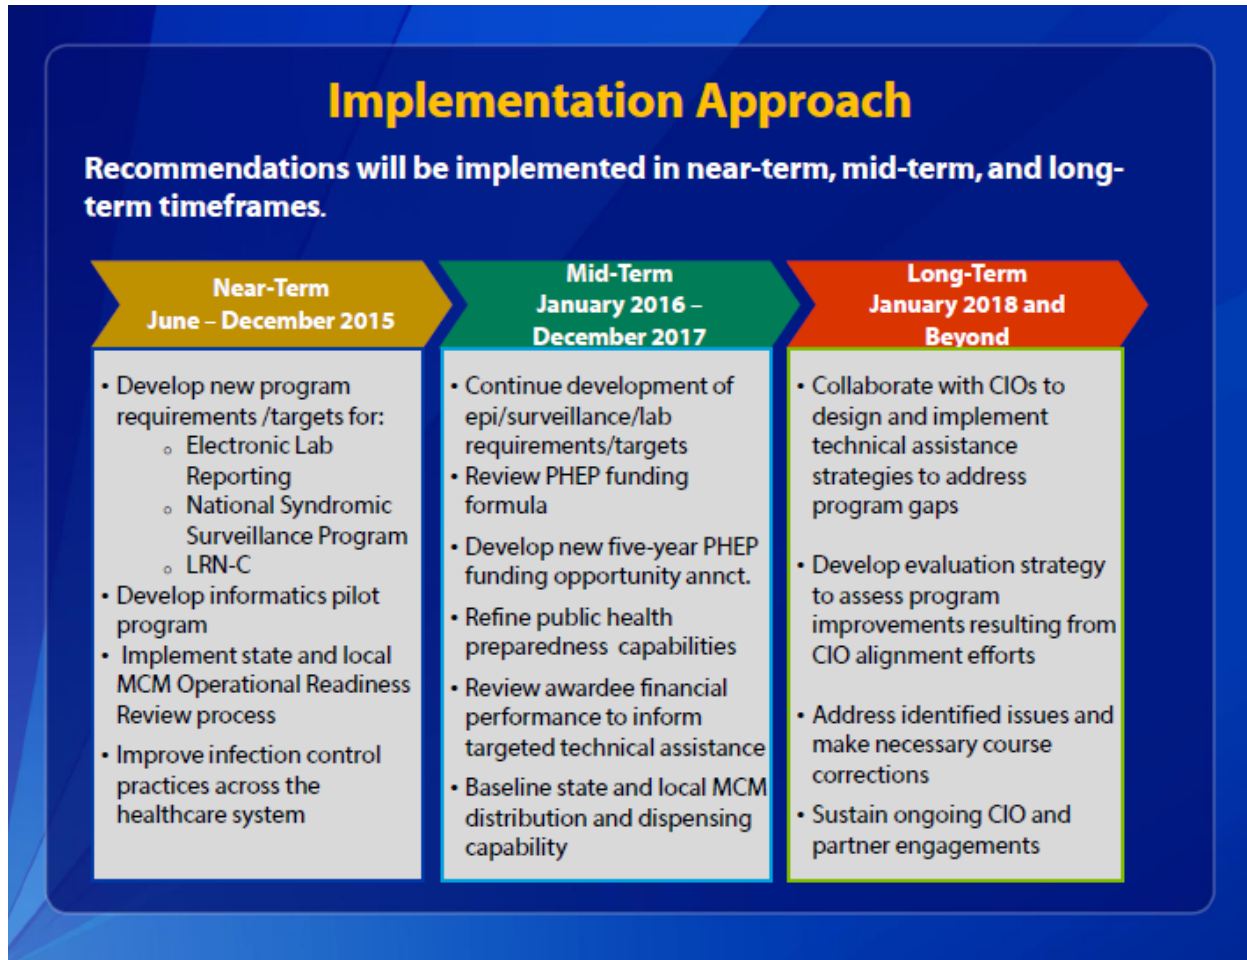 Implementation Approach
Recommendations will be implemented in near-term, mid-term, and long-
term timeframes.
Near-Term
June – December 2015
• Develop new program
requirements /targets for:
o Electronic Lab
Reporting
o National Syndromic
Surveillance Program
o LRN-C
• Develop informatics pilot
program
• Implement state and local
MCM Operational Readiness
Review process
• Improve infection control
practices across the
healthcare system
Mid-Term
January 2016 –
December 2017
• Continue development of
epi/surveillance/lab
requirements/targets
• Review PHEP funding
formula
• Develop new five-year PHEP
funding opportunity annct.
• Refine public health
preparedness capabilities
• Review awardee financial
performance to inform
targeted technical assistance
• Baseline state and local MCM
distribution and dispensing
capability
Long-Term
January 2018 and
Beyond
• Collaborate with CIOs to
design and implement
technical assistance
strategies to address
program gaps
• Develop evaluation strategy
to assess program
improvements resulting from
CIO alignment efforts
• Address identified issues and
make necessary course
corrections
• Sustain ongoing CIO and
partner engagements